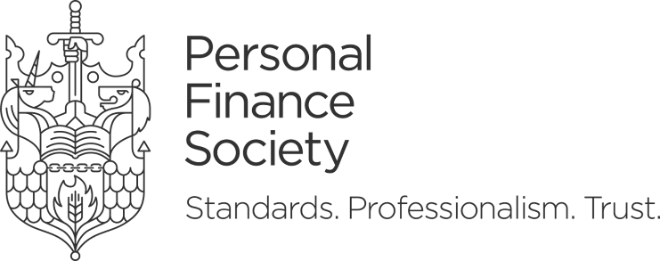 Personal
Finance
Society
Standards. Professionalism. Trust.